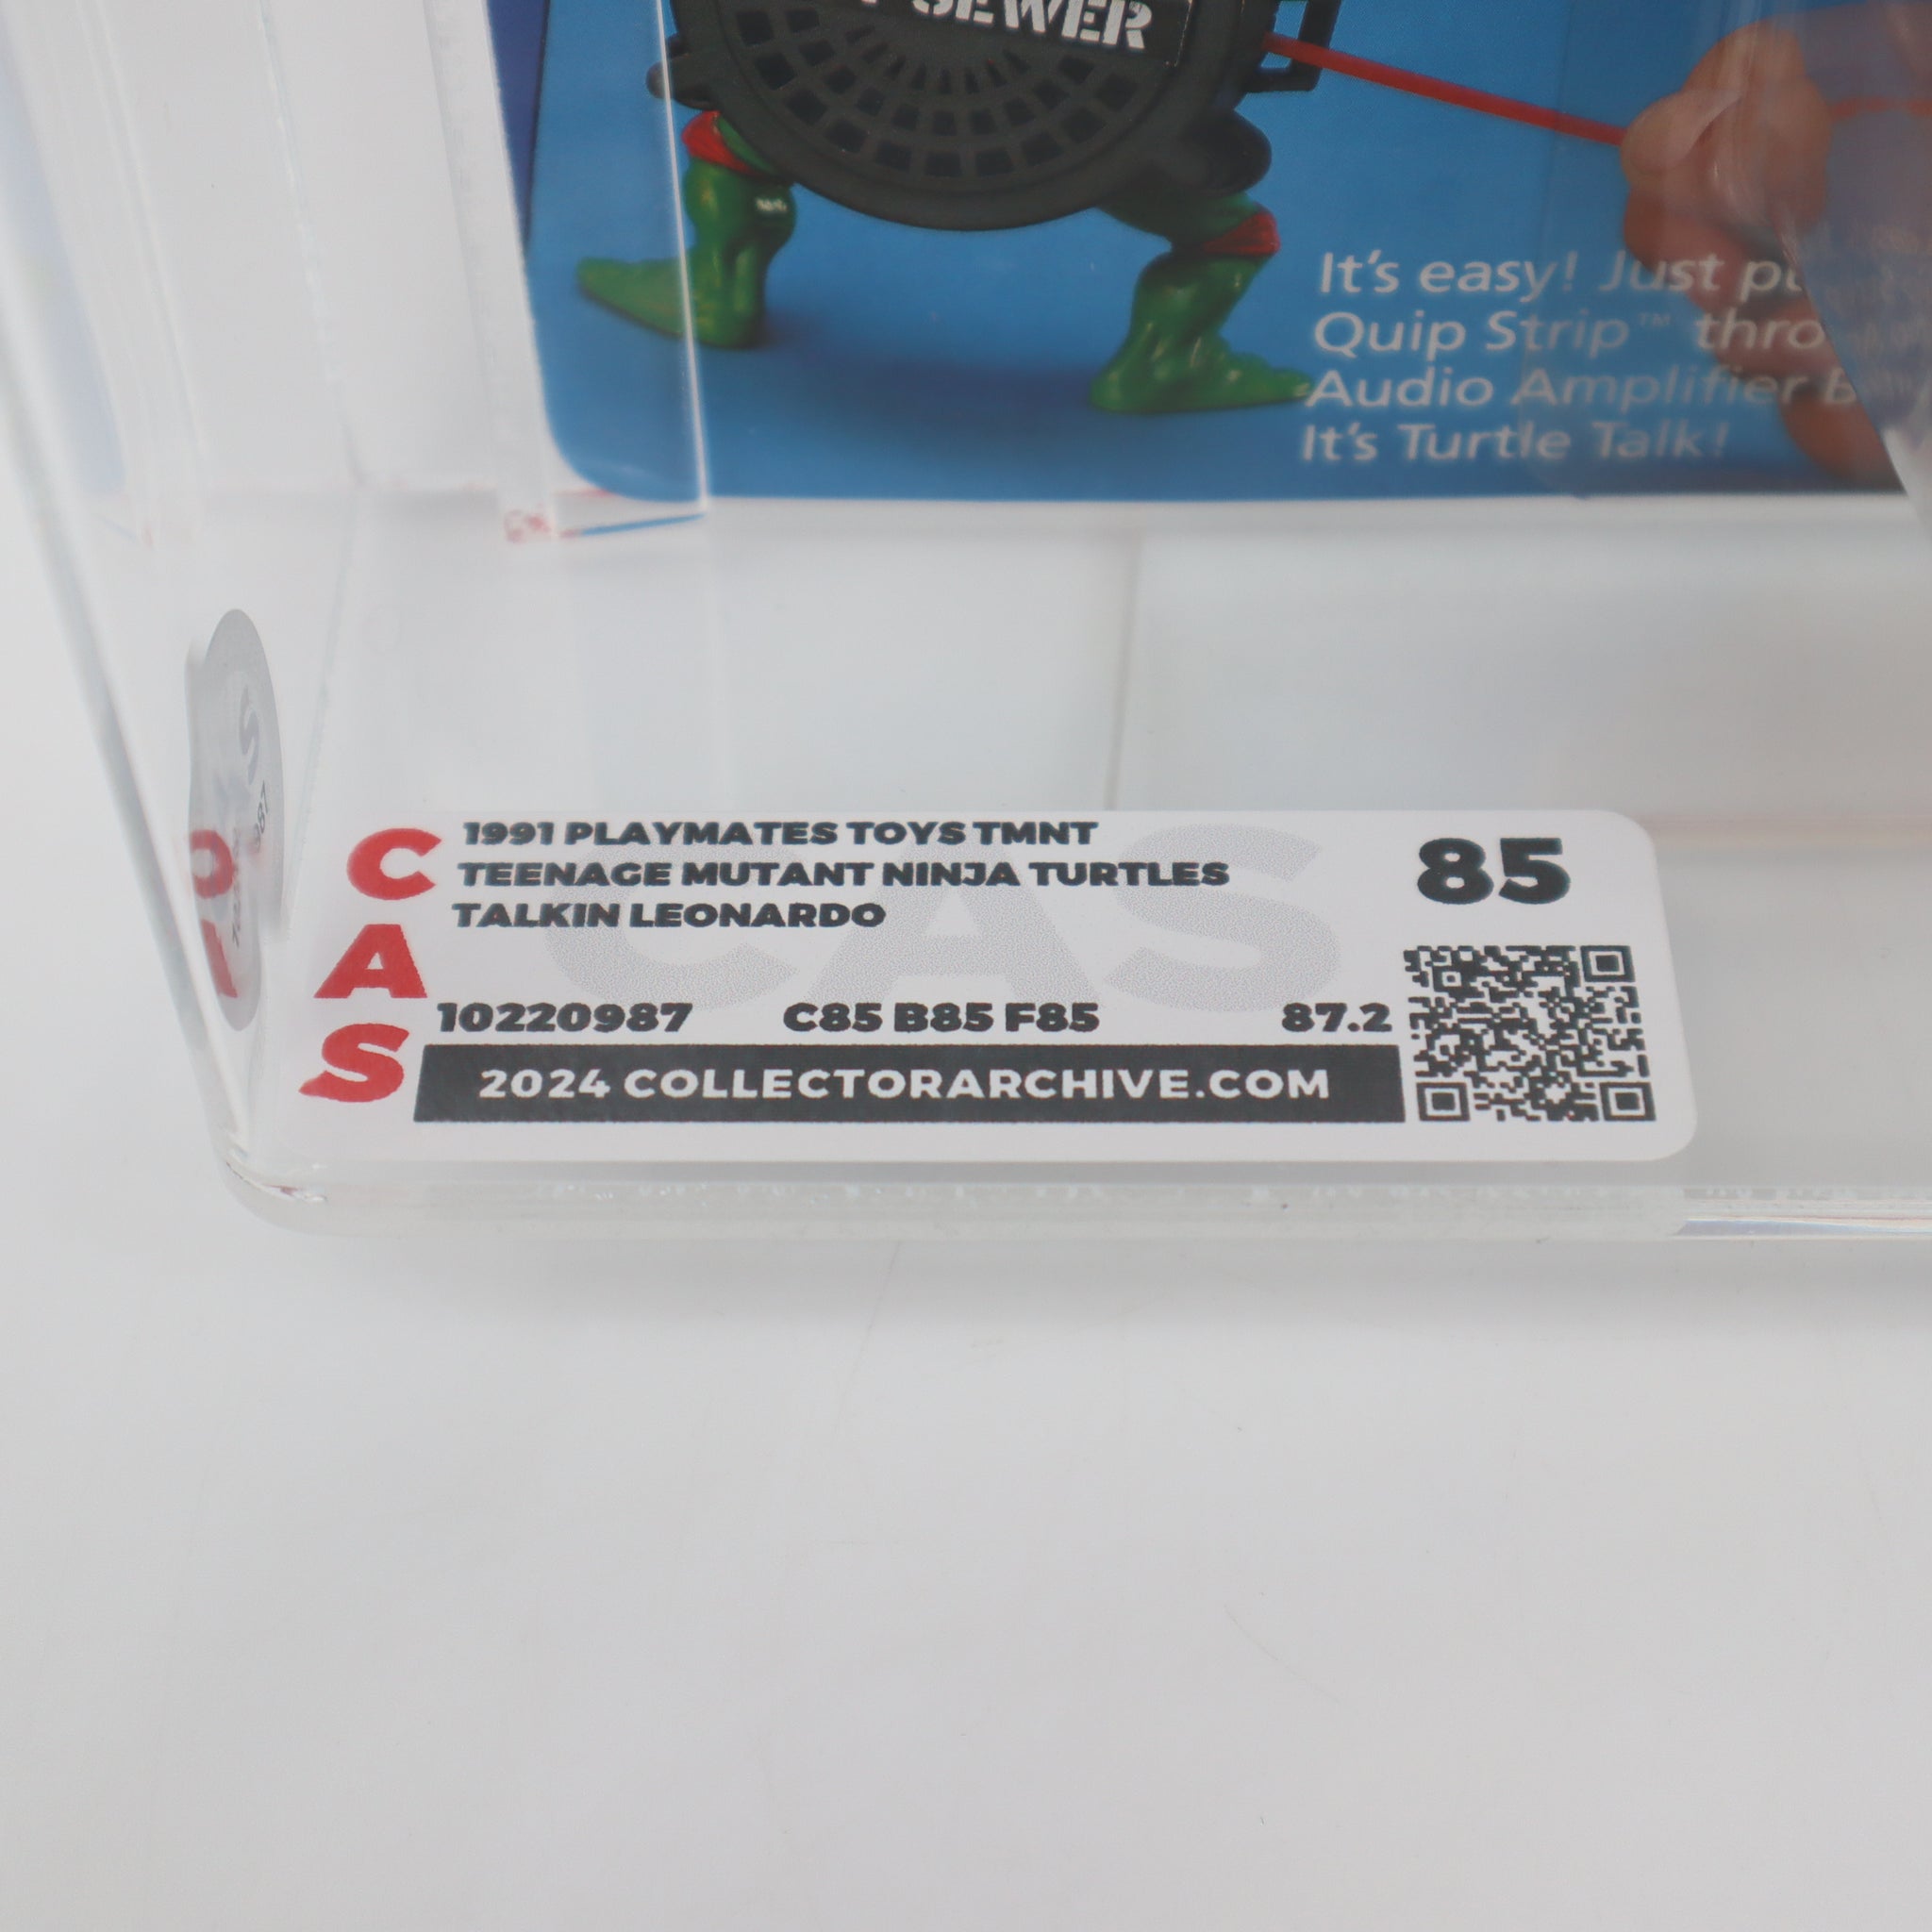 SEWER
It's easy! Just
Quip Strip™
Audio Amplifier
It's Turtle Talk!
CAS
1991 PLAYMATES TOYS TMNT
TEENAGE MUTANT NINJA TURTLES
TALKIN LEONARDO
85
10220987 C85 B85 F85 87.2
2024 COLLECTORARCHIVE.COM
CAS